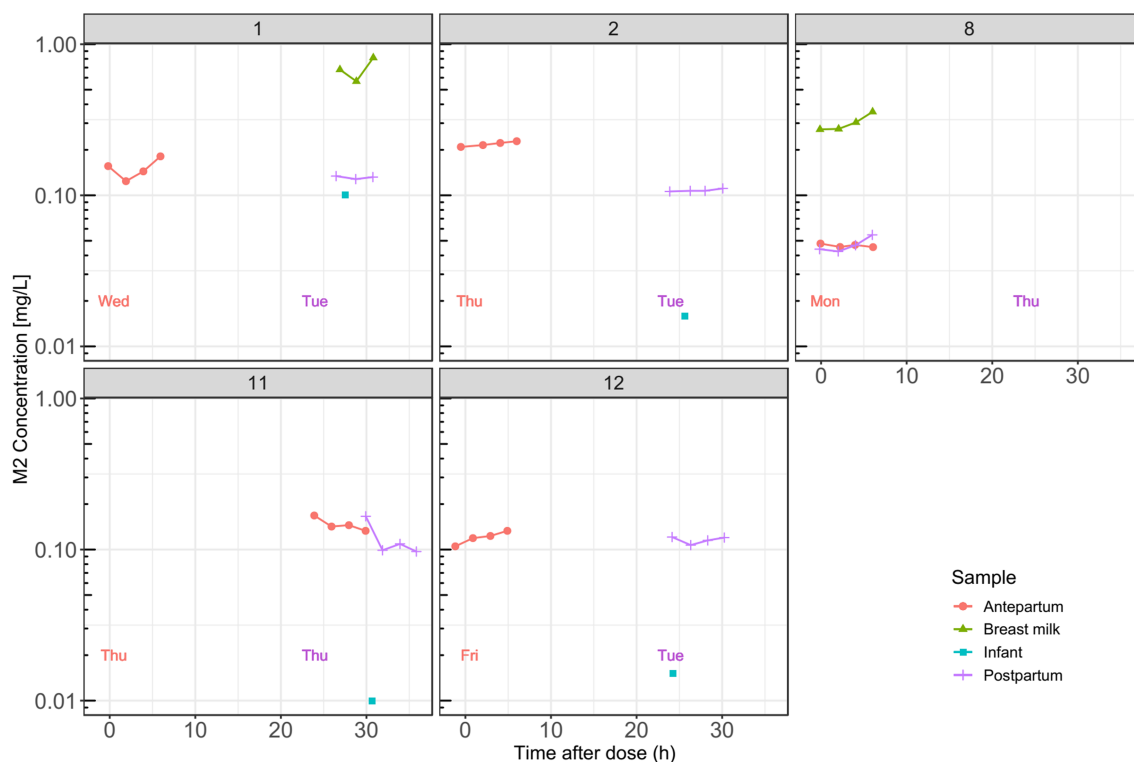 1
2
8
1.00
0.10
0.01
Wed
Tue
Thu
Tue
Mon
Thu
0
10
20
30
11
12
1.00
0.10
0.01
Thu
Thu
Fri
Tue
0
10
20
30
0
10
20
30
M2 Concentration [mg/L]
Time after dose (h)
Sample
Antepartum
Breast milk
Infant
Postpartum